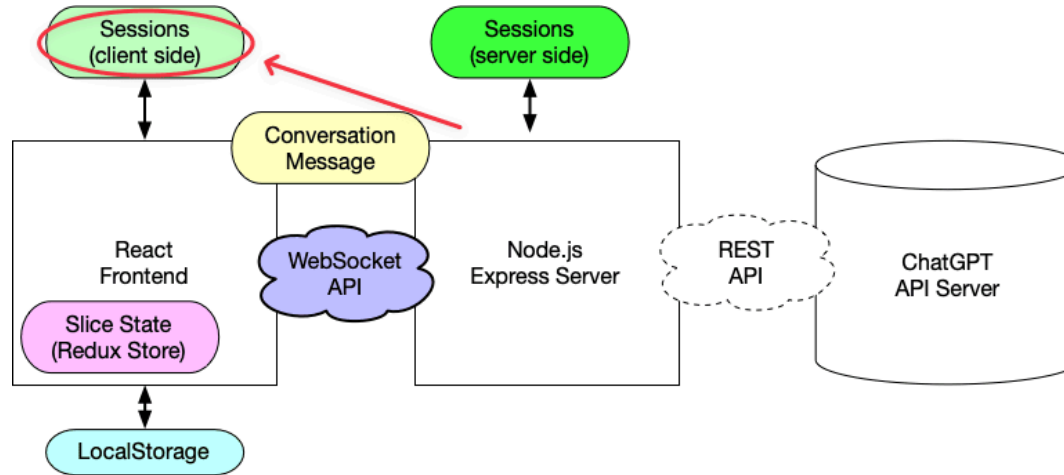 Sessions
(client side)
Sessions
(server side)
Conversation
Message
React
Frontend
WebSocket
API
Node.js
Express Server
REST
API
ChatGPT
API Server
Slice State
(Redux Store)
LocalStorage